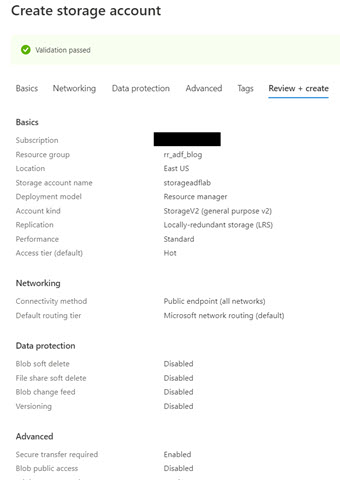 Create storage account
Validation passed
Basics Networking Data protection Advanced Tags Review + create
Basics
Subscription
Resource group rr_adf_blog
Location East US
Storage account name storageadflab
Deployment model Resource manager
Account kind StorageV2 (general purpose v2)
Replication Locally-redundant storage (LRS)
Performance Standard
Access tier (default) Hot
Networking
Connectivity method Public endpoint (all networks)
Default routing tier Microsoft network routing (default)
Data protection
Blob soft delete Disabled
File share soft delete Disabled
Blob change feed Disabled
Versioning Disabled
Advanced
Secure transfer required Enabled
Blob public access Disabled